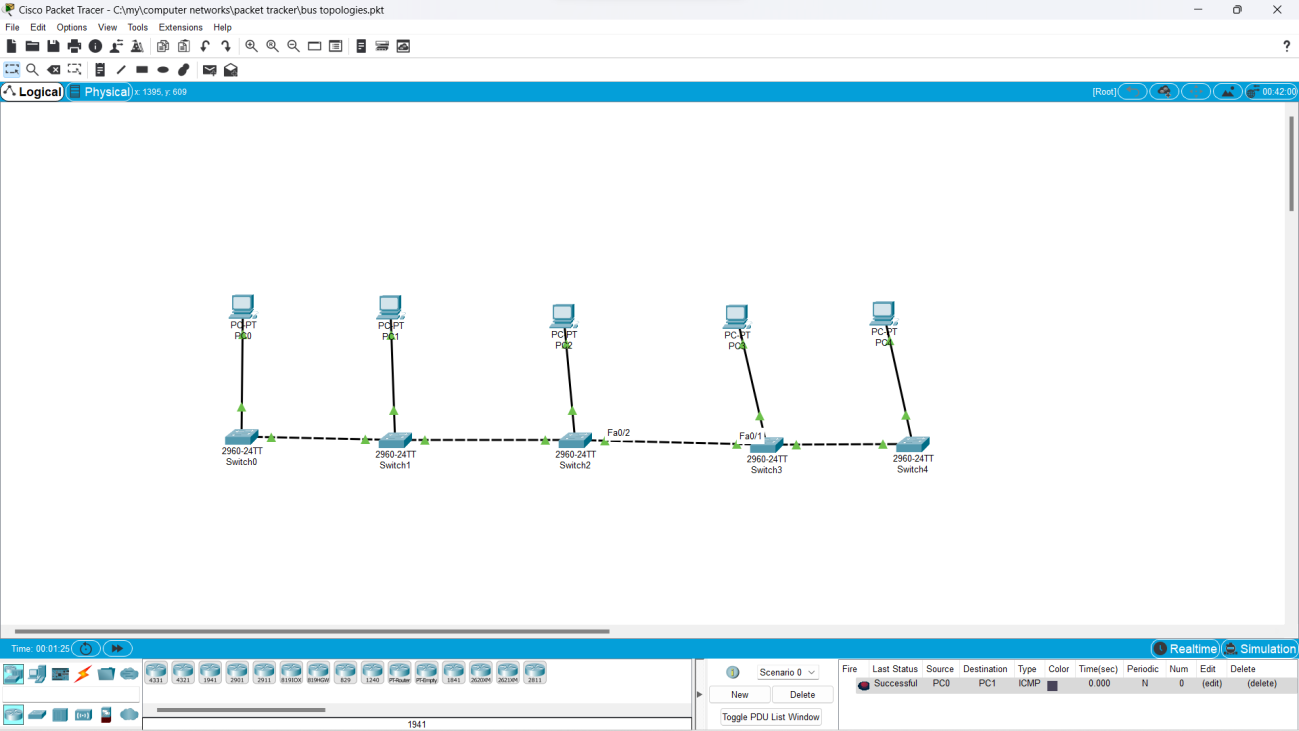 Cisco Packet Tracer - C:\my\computer networks\packet tracker\bus topologies.pkt
File Edit Options View Tools Extensions Help
?
Logical Physical x: 1395, y: 609 [Root] 00:42:00
PC-PT
PC0
PC-PT
PC1
PC-PT
PC2
PC-PT
PC3
PC-PT
Fa0/2
Fa0/1
2960-24TT
Switch0
2960-24TT
Switch1
2960-24TT
Switch2
2960-24TT
Switch3
2960-24TT
Switch4
Time: 00:01:25 Realtime Simulation
4331 4321 1941 2901 2911 819IOX 819HGW 829 1240 PT-Router PT-Empty 1841 2620XM 2621XM 2811
1941
Scenario 0
New Delete
Toggle PDU List Window
Fire Last Status Source Destination Type Color Time(sec) Periodic Num Edit Delete
Successful PC0 PC1 ICMP 0.000 N 0 (edit) (delete)